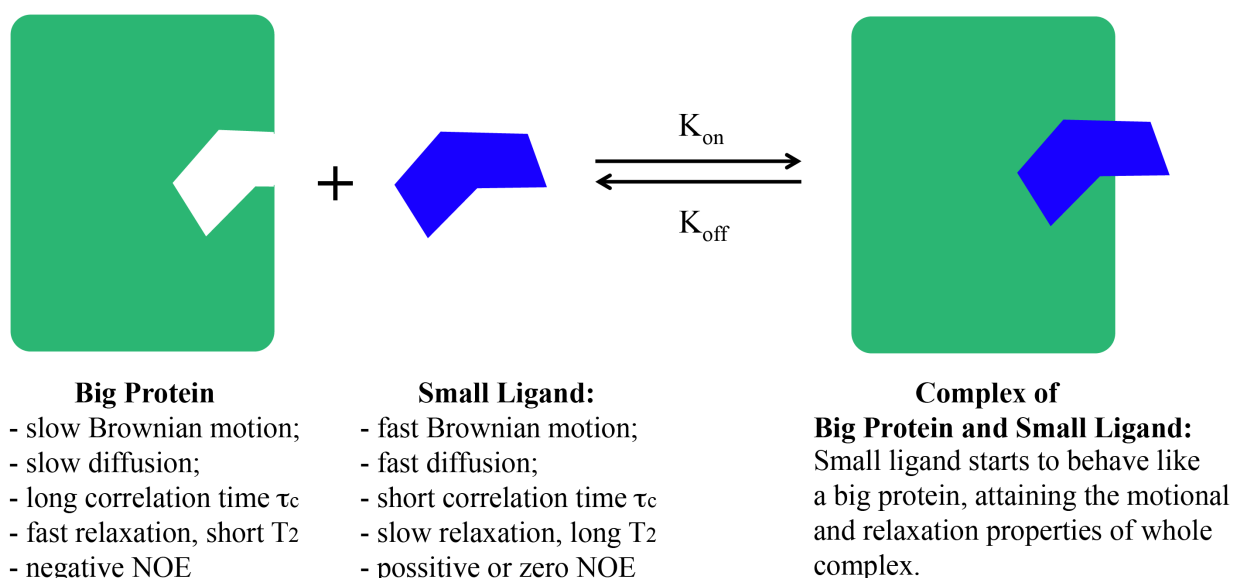 +
K_on
K_off
Big Protein
- slow Brownian motion;
- slow diffusion;
- long correlation time τc
- fast relaxation, short T2
- negative NOE
Small Ligand:
- fast Brownian motion;
- fast diffusion;
- short correlation time τc
- slow relaxation, long T2
- possitive or zero NOE
Complex of
Big Protein and Small Ligand:
Small ligand starts to behave like
a big protein, attaining the motional
and relaxation properties of whole
complex.